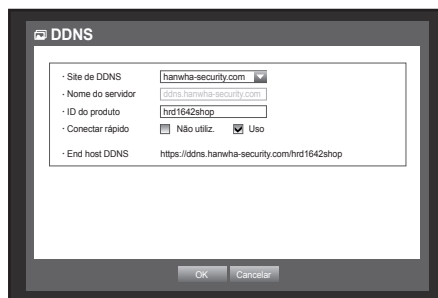 DDNS
· Site de DDNS hanwha-security.com
· Nome do servidor ddns.hanwha-security.com
· ID do produto hrd1642shop
· Conectar rápido Não utiliz. Uso
· End host DDNS https://ddns.hanwha-security.com/hrd1642shop
OK Cancelar